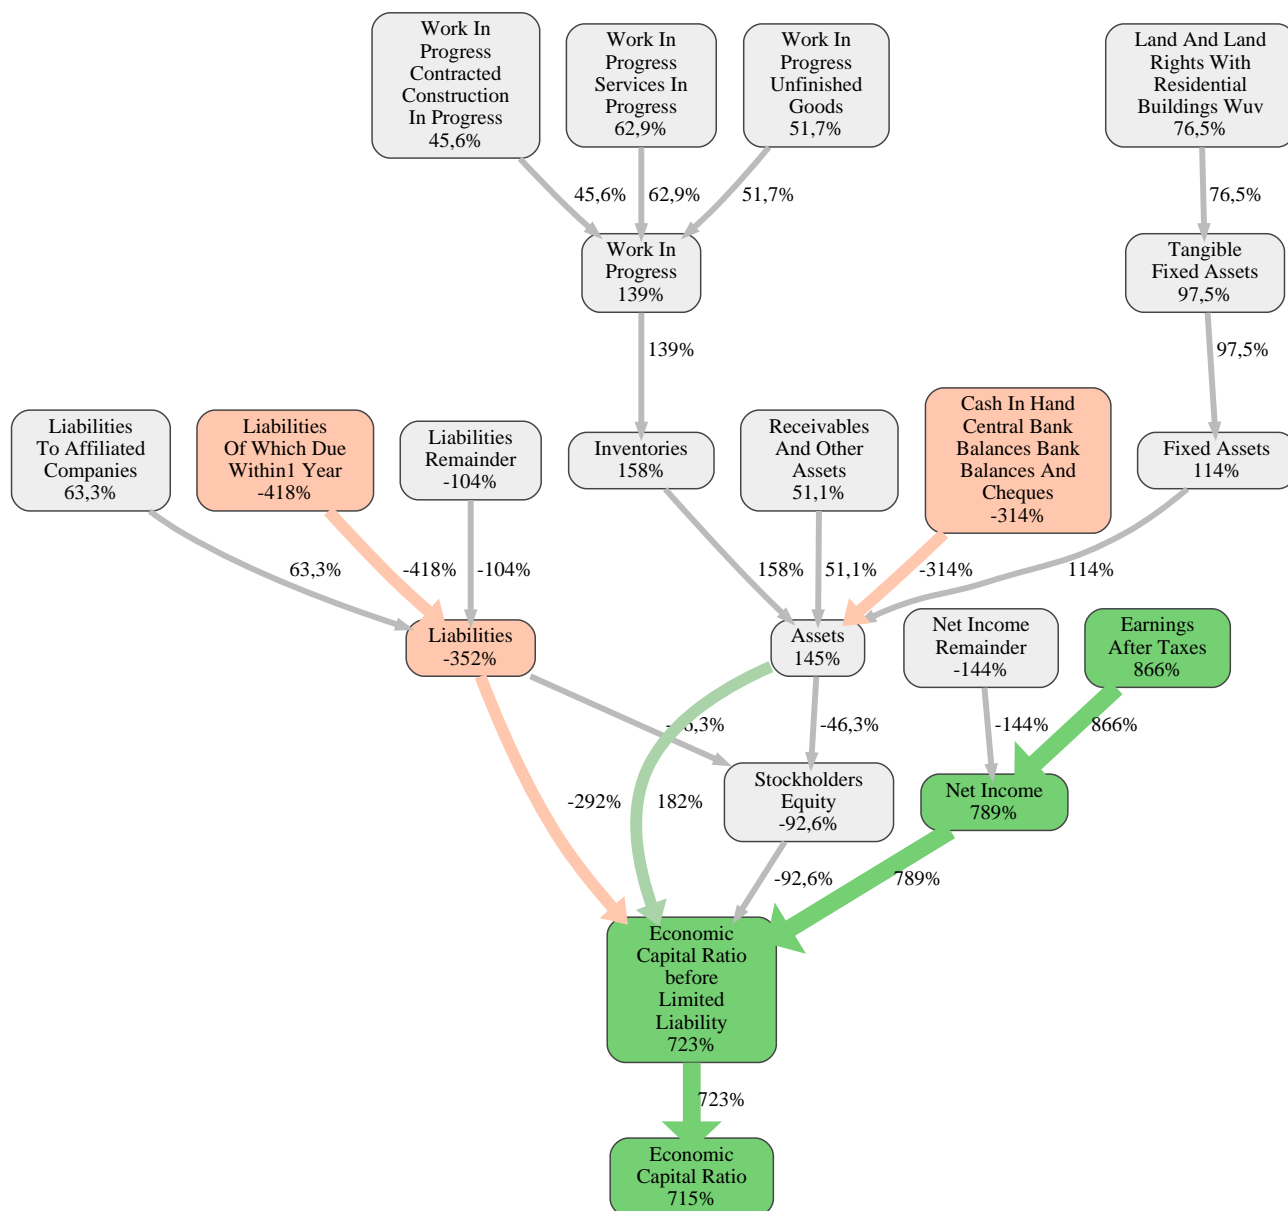 Work In
Progress
Contracted
Construction
In Progress
45,6%
Work In
Progress
Services In
Progress
62,9%
Work In
Progress
Unfinished
Goods
51,7%
Land And Land
Rights With
Residential
Buildings Wuv
76,5%
45,6%
62,9%
51,7%
76,5%
Work In
Progress
139%
Tangible
Fixed Assets
97,5%
139%
97,5%
Liabilities
To Affiliated
Companies
63,3%
Liabilities
Of Which Due
Within1 Year
-418%
Liabilities
Remainder
-104%
Inventories
158%
Receivables
And Other
Assets
51,1%
Cash In Hand
Central Bank
Balances Bank
Balances And
Cheques
-314%
Fixed Assets
114%
63,3%
-418%
-104%
158%
51,1%
-314%
114%
Liabilities
-352%
Assets
145%
Net Income
Remainder
-144%
Earnings
After Taxes
866%
-46,3%
-144%
866%
Stockholders
Equity
-92,6%
Net Income
789%
-292%
182%
-92,6%
789%
Economic
Capital Ratio
before
Limited
Liability
723%
723%
Economic
Capital Ratio
715%